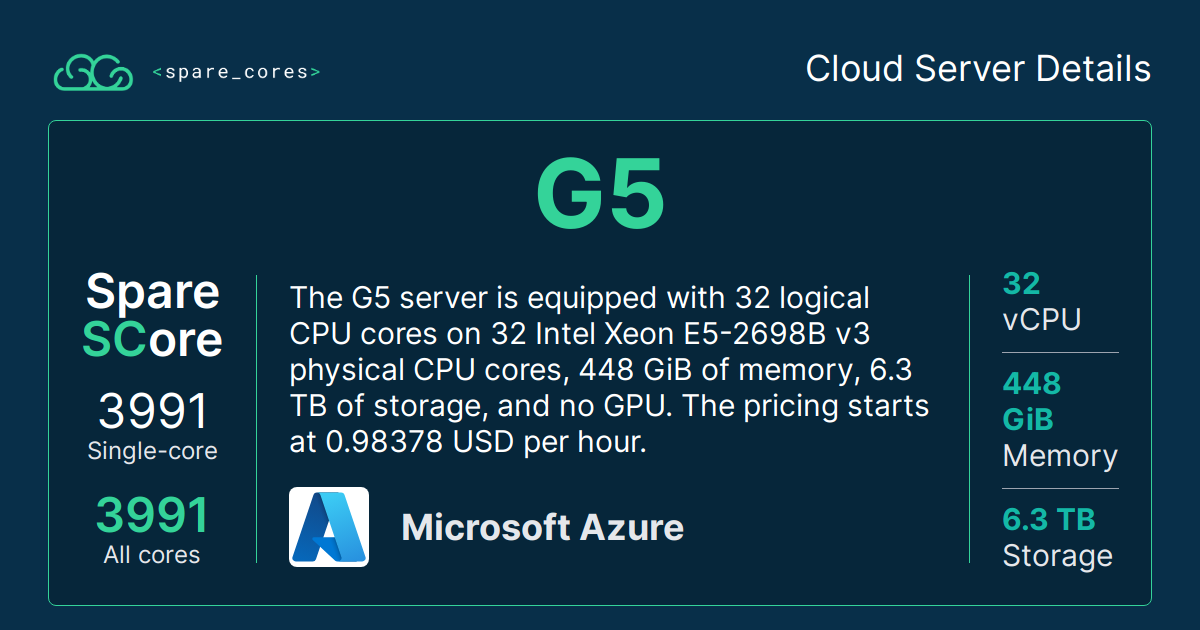 <spare_cores>
Cloud Server Details
G5
Spare
SCore
3991
Single-core
3991
All cores
The G5 server is equipped with 32 logical
CPU cores on 32 Intel Xeon E5-2698B v3
physical CPU cores, 448 GiB of memory, 6.3
TB of storage, and no GPU. The pricing starts
at 0.98378 USD per hour.
Microsoft Azure
32
vCPU
448
GiB
Memory
6.3 TB
Storage